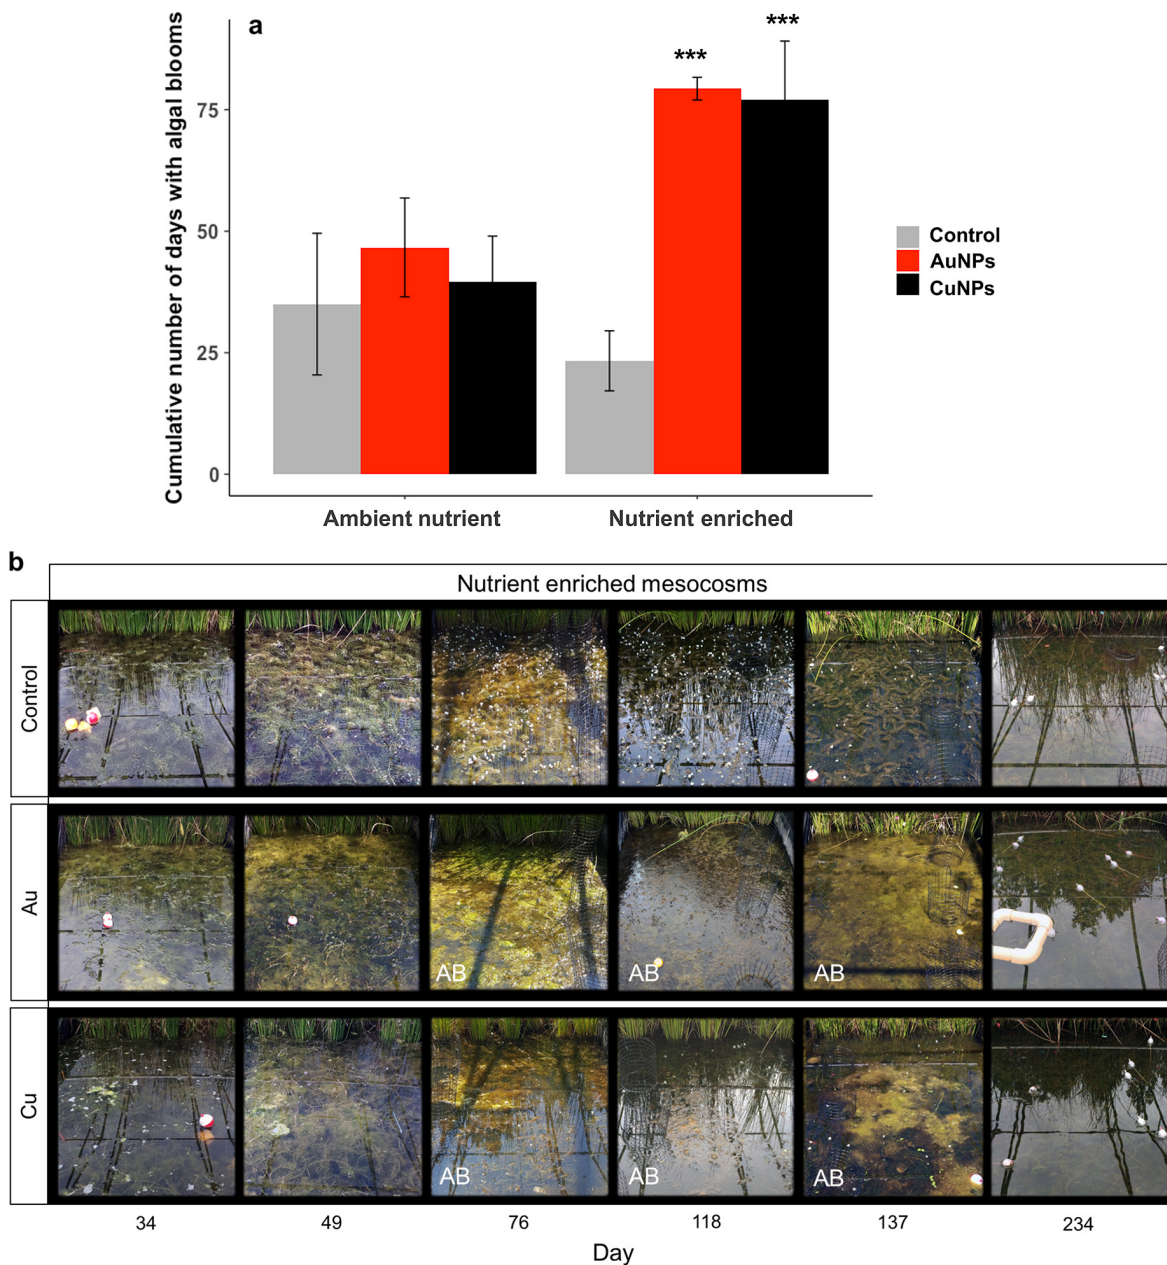 a
Cumulative number of days with algal blooms
75
50
25
0
***
***
Ambient nutrient
Nutrient enriched
Control
AuNPs
CuNPs
b
Nutrient enriched mesocosms
Control
Au
AB
AB
AB
Cu
AB
AB
AB
34
49
76
118
137
234
Day